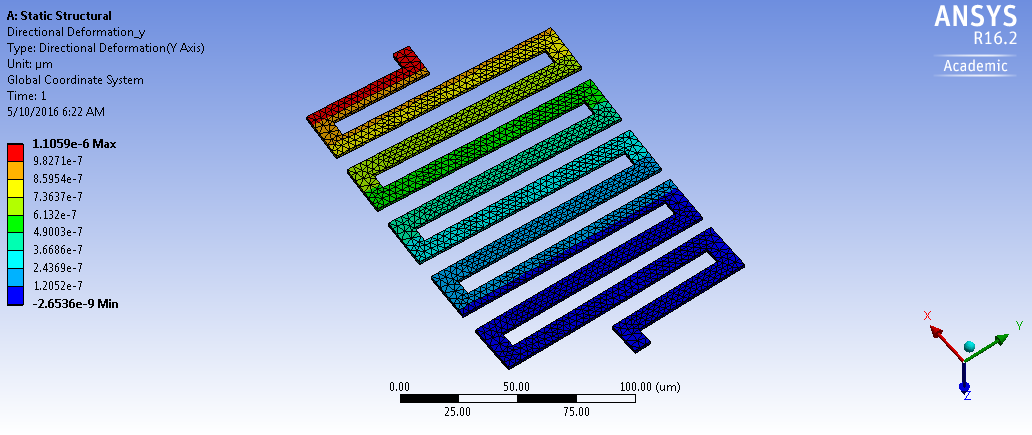 A: Static Structural
Directional Deformation_y
Type: Directional Deformation(Y Axis)
Unit: µm
Global Coordinate System
Time: 1
5/10/2016 6:22 AM
1.1059e-6 Max
9.8271e-7
8.5954e-7
7.3637e-7
6.132e-7
4.9003e-7
3.6686e-7
2.4369e-7
1.2052e-7
-2.6536e-9 Min
ANSYS
R16.2
Academic
0.00 50.00 100.00 (um)
25.00 75.00
X
Y
Z